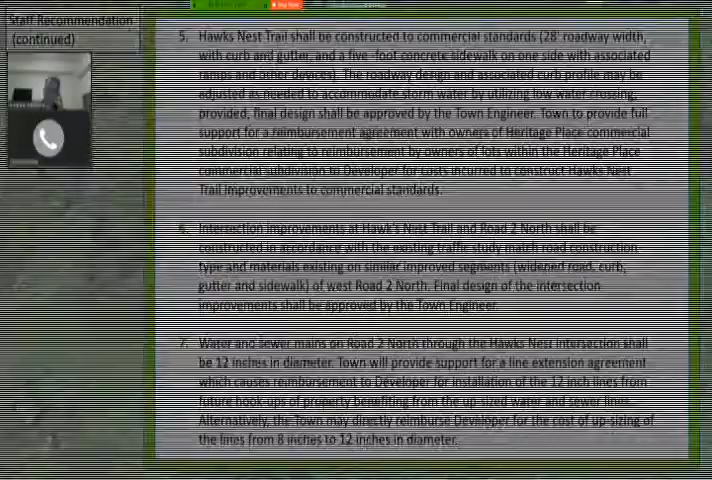 Staff Recommendation
(continued)
5. Hawks Nest Trail shall be constructed to commercial standards (28' roadway width,
with curb and gutter, and a five -foot concrete sidewalk on one side with associated
ramps and other devices). The roadway design and associated curb profile may be
adjusted as needed to accommodate storm water by utilizing low water crossing,
provided, final design shall be approved by the Town Engineer. Town to provide full
support for a reimbursement agreement with owners of Heritage Place commercial
subdivision relating to reimbursement by owners of lots within the Heritage Place
commercial subdivision to Developer for costs incurred to construct Hawks Nest
Trail improvements to commercial standards.
6. Intersection improvements at Hawk's Nest Trail and Road 2 North shall be
constructed in accordance with the existing traffic study match road construction
type and materials existing on similar improved segments (widened road, curb,
gutter and sidewalk) of west Road 2 North. Final design of the intersection
improvements shall be approved by the Town Engineer
7. Water and sewer mains on Road 2 North through the Hawks Nest intersection shall
be 12 inches in diameter. Town will provide support for a line extension agreement
which causes reimbursement to Developer for installation of the 12 inch lines from
future hook-ups of property benefiting from the up-sized water and sewer lines.
Alternatively, the Town may directly reimburse Developer for the cost of up-sizing of
the lines from 8 inches to 12 inches in diameter.